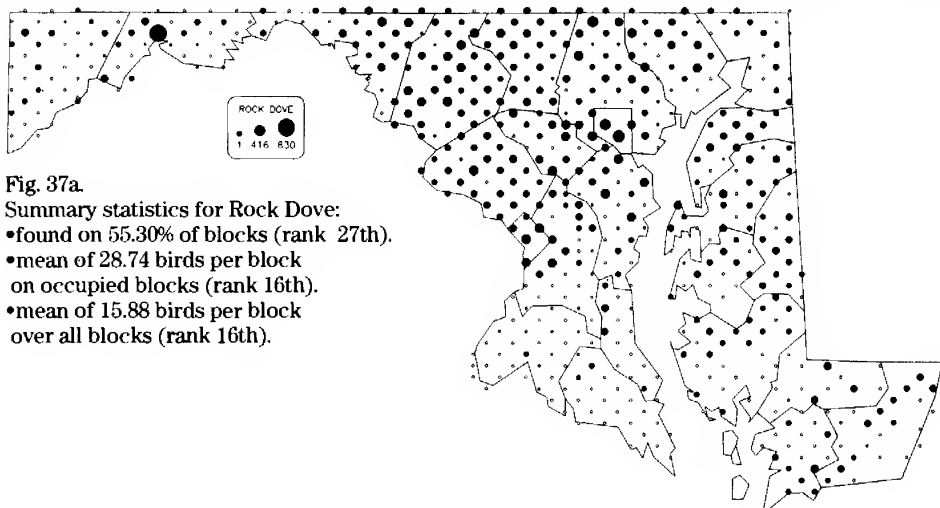 ROCK DOVE
1 416 830
Fig. 37a.
Summary statistics for Rock Dove:
•found on 55.30% of blocks (rank 27th).
•mean of 28.74 birds per block
on occupied blocks (rank 16th).
•mean of 15.88 birds per block
over all blocks (rank 16th).